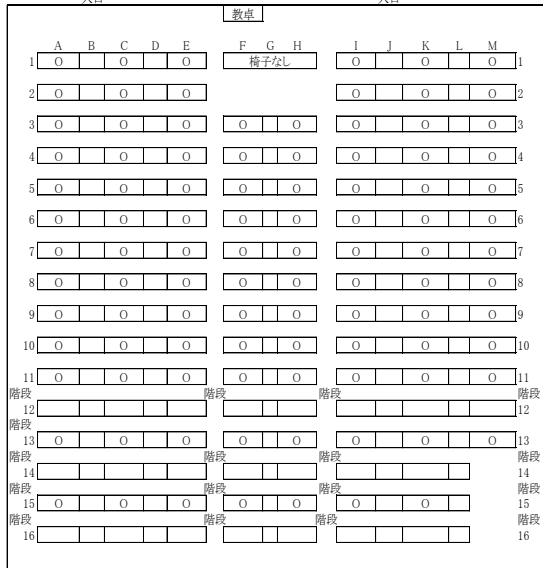 入口 入口
教卓
A B C D E F G H I J K L M
1 O O O 椅子なし O O O 1
2 O O O O O O 2
3 O O O O O O O O 3
4 O O O O O O O O 4
5 O O O O O O O O 5
6 O O O O O O O O 6
7 O O O O O O O O 7
8 O O O O O O O O 8
9 O O O O O O O O 9
10 O O O O O O O O 10
11 O O O O O O O O 11
階段 階段 階段 階段
12 12
階段
13 O O O O O O O O 13
階段 階段 階段 階段
14 14
階段 階段 階段 階段
15 O O O O O O O 15
階段 階段 階段 階段
16 16